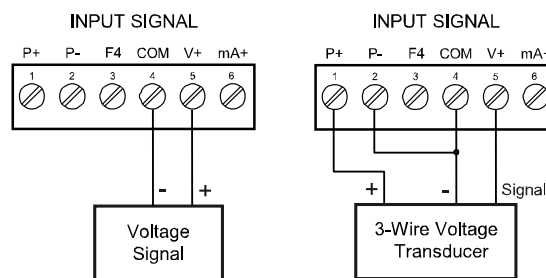 INPUT SIGNAL
P+ P- F4 COM V+ mA+
1 2 3 4 5 6
- +
Voltage
Signal
INPUT SIGNAL
P+ P- F4 COM V+ mA+
1 2 3 4 5 6
+ - Signal
3-Wire Voltage
Transducer